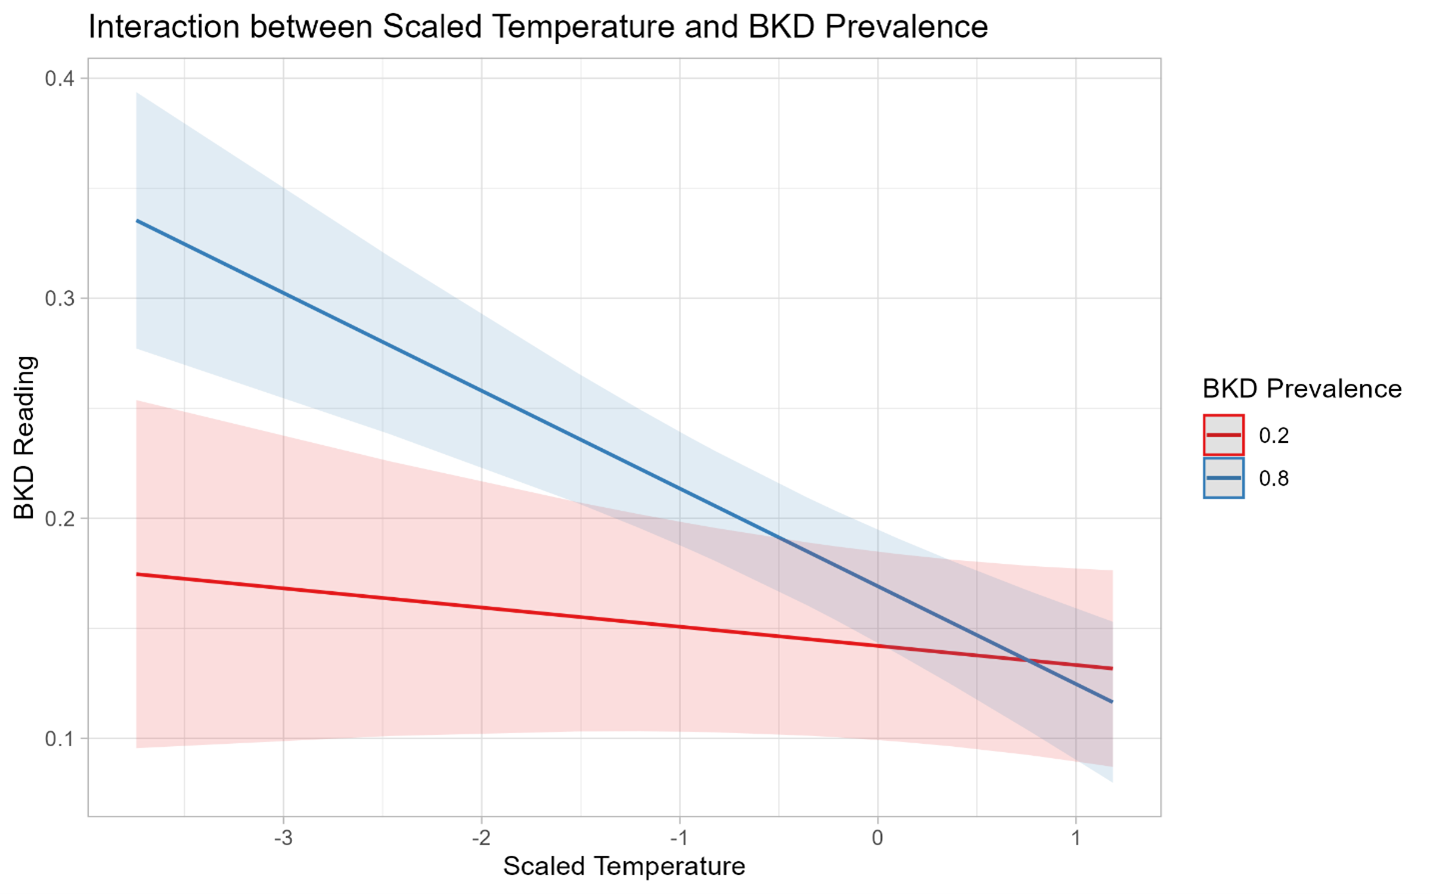 Interaction between Scaled Temperature and BKD Prevalence
0.4
0.3
0.2
0.1
BKD Reading
-3 -2 -1 0 1
Scaled Temperature
BKD Prevalence
0.2
0.8